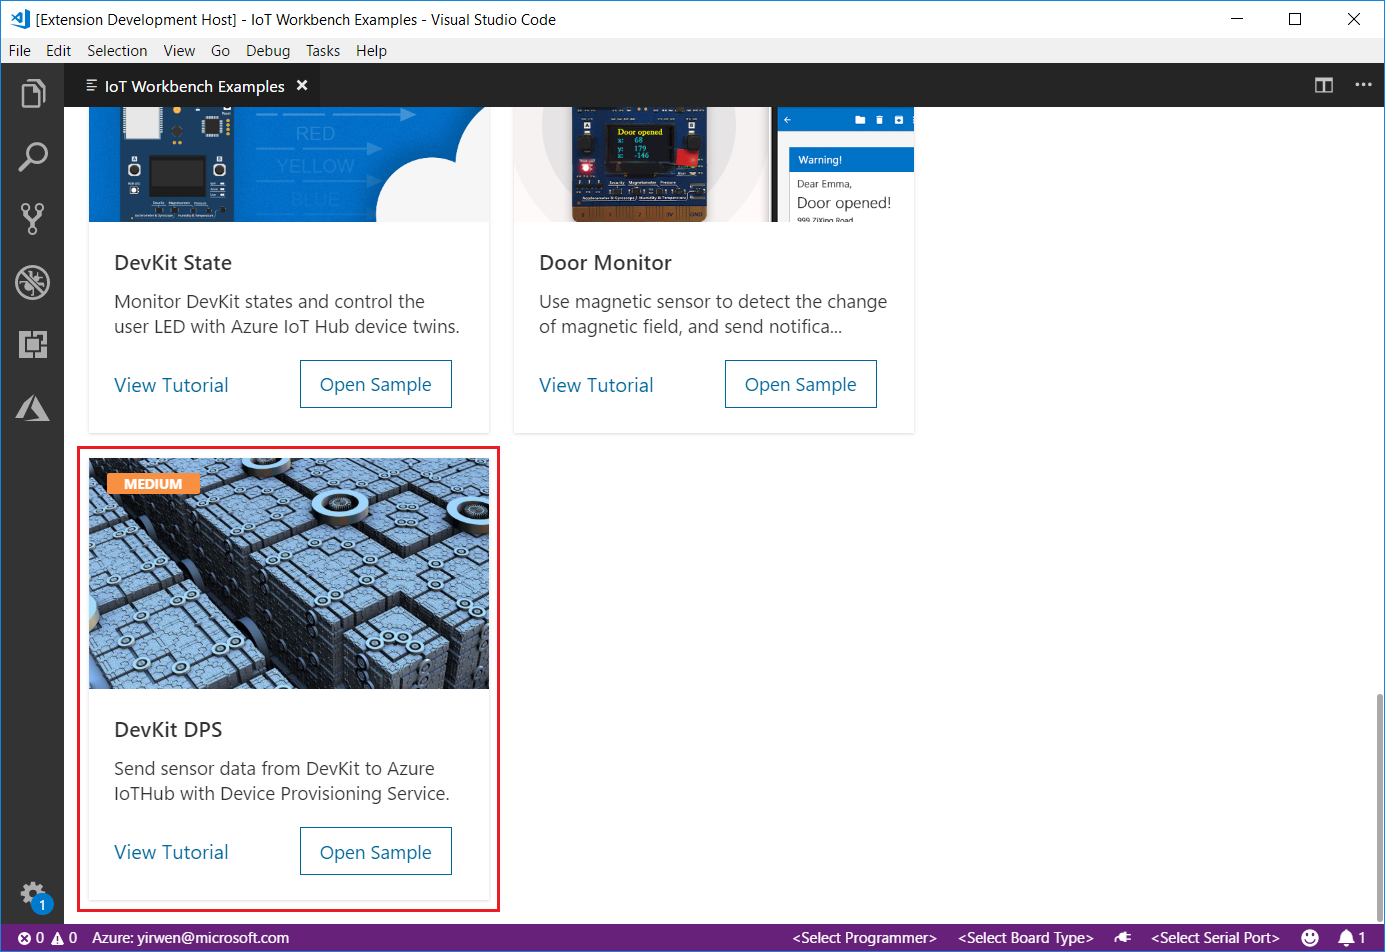 [Extension Development Host] - IoT Workbench Examples - Visual Studio Code
File Edit Selection View Go Debug Tasks Help
IoT Workbench Examples
RED
YELLOW
BLUE
A
B
Door opened
x: 68
y: 179
z: -146
Warning!
Dear Emma,
Door opened!
999 ZiXing Road
DevKit State
Monitor DevKit states and control the
user LED with Azure IoT Hub device twins.
View Tutorial
Open Sample
Door Monitor
Use magnetic sensor to detect the change
of magnetic field, and send notifica...
View Tutorial
Open Sample
MEDIUM
DevKit DPS
Send sensor data from DevKit to Azure
IoTHub with Device Provisioning Service.
View Tutorial
Open Sample
1
0 0 Azure: yirwen@microsoft.com <Select Programmer> <Select Board Type> <Select Serial Port> 1